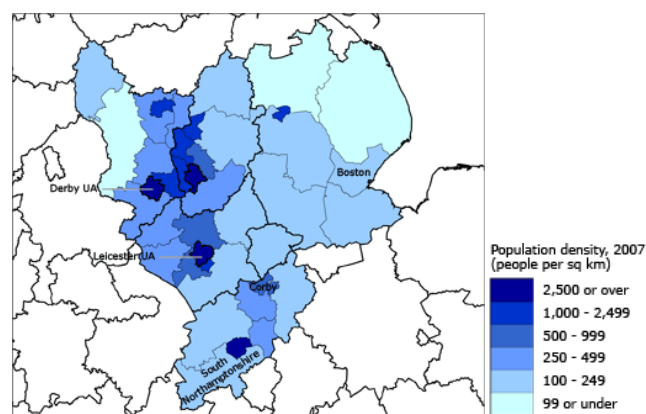 Derby UA
Boston
Leicester UA
Corby
South
Northamptonshire
Population density, 2007
(people per sq km)
2,500 or over
1,000 - 2,499
500 - 999
250 - 499
100 - 249
99 or under